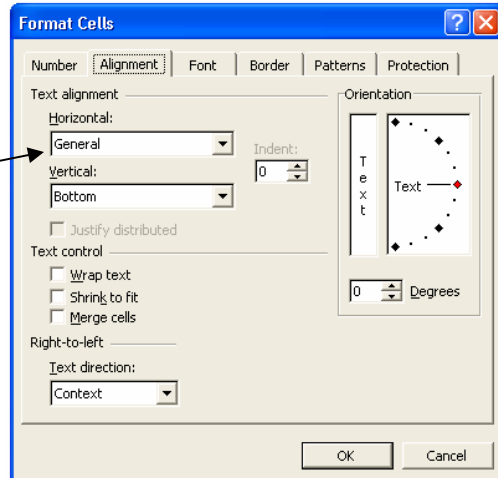 Format Cells
Number Alignment Font Border Patterns Protection
Text alignment
Horizontal:
General
Indent:
0
Vertical:
Bottom
Justify distributed
Text control
Wrap text
Shrink to fit
Merge cells
Right-to-left
Text direction:
Context
Orientation
Text
Text
0 Degrees
OK Cancel